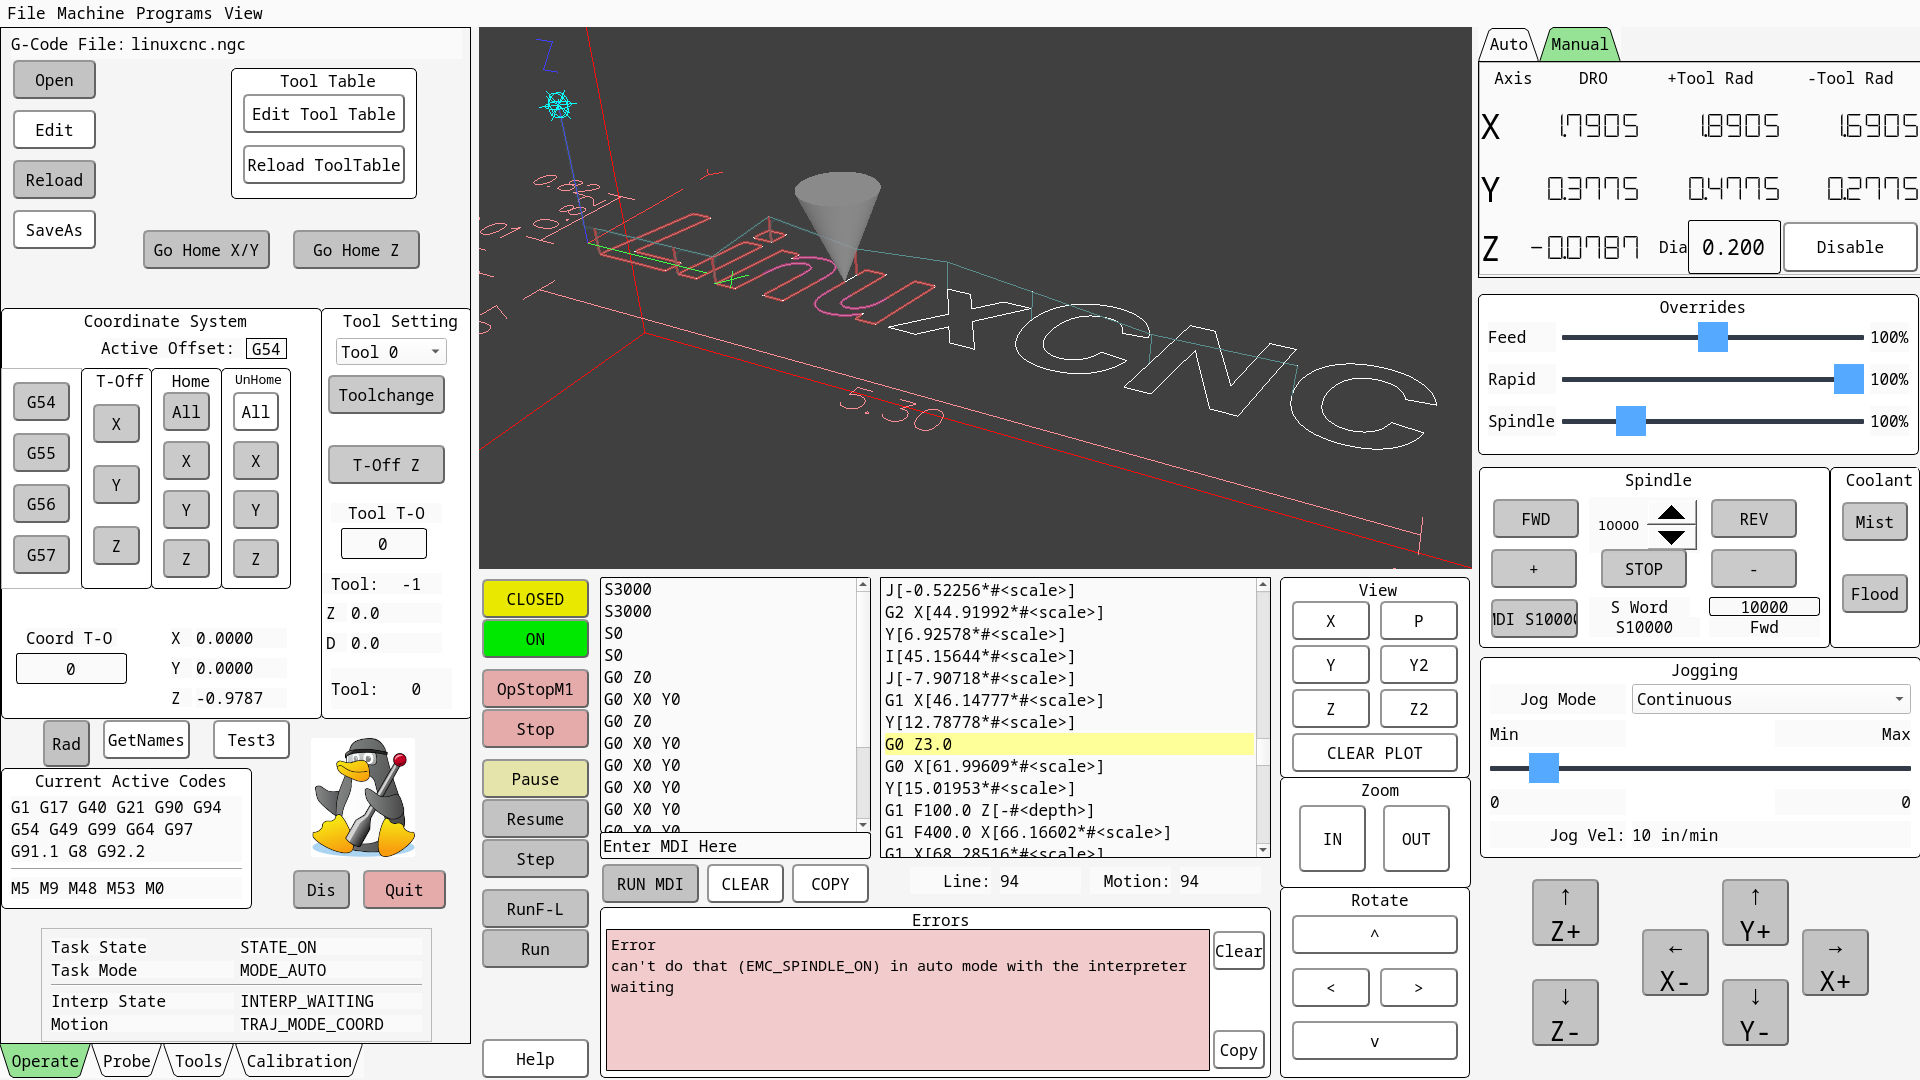 File Machine Programs View
G-Code File: linuxcnc.ngc
Open
Edit
Reload
SaveAs
Tool Table
Edit Tool Table
Reload ToolTable
Go Home X/Y
Go Home Z
Coordinate System
Active Offset: G54
G54
G55
G56
G57
T-Off
X
Y
Z
Home
All
X
Y
Z
UnHome
All
X
Y
Z
Coord T-O
0
X 0.0000
Y 0.0000
Z -0.9787
Tool Setting
Tool 0
Toolchange
T-Off Z
Tool T-O
0
Tool: -1
Z 0.0
D 0.0
Tool: 0
Rad
GetNames
Test3
Current Active Codes
G1 G17 G40 G21 G90 G94
G54 G49 G99 G64 G97
G91.1 G8 G92.2
M5 M9 M48 M53 M0
Dis
Quit
Task State STATE_ON
Task Mode MODE_AUTO
Interp State INTERP_WAITING
Motion TRAJ_MODE_COORD
Operate Probe Tools Calibration
Z
LinuxCNC
5.30
CLOSED
ON
OpStopM1
Stop
Pause
Resume
Step
RunF-L
Run
Help
S3000
S3000
S0
S0
G0 Z0
G0 X0 Y0
G0 Z0
G0 X0 Y0
G0 X0 Y0
G0 X0 Y0
G0 X0 Y0
G0 X0 Y0
Enter MDI Here
RUN MDI
CLEAR
COPY
J[-0.52256*#<scale>]
G2 X[44.91992*#<scale>]
Y[6.92578*#<scale>]
I[45.15644*#<scale>]
J[-7.90718*#<scale>]
G1 X[46.14777*#<scale>]
Y[12.78778*#<scale>]
G0 Z3.0
G0 X[61.99609*#<scale>]
Y[15.01953*#<scale>]
G1 F100.0 Z[-#<depth>]
G1 F400.0 X[66.16602*#<scale>]
G1 X[68.28516*#<scale>]
Line: 94
Motion: 94
Errors
Error
can't do that (EMC_SPINDLE_ON) in auto mode with the interpreter
waiting
Clear
Copy
View
X
P
Y
Y2
Z
Z2
CLEAR PLOT
Zoom
IN
OUT
Rotate
^
<
>
v
Auto Manual
Axis DRO +Tool Rad -Tool Rad
X 1.7905 1.8905 1.6905
Y 0.3775 0.4775 0.2775
Z -0.0787 Dia 0.200 Disable
Overrides
Feed 100%
Rapid 100%
Spindle 100%
Spindle
FWD
10000
REV
+
STOP
-
MDI S10000
S Word
S10000
10000
Fwd
Coolant
Mist
Flood
Jogging
Jog Mode Continuous
Min Max
0 0
Jog Vel: 10 in/min
↑
Z+
↓
Z-
←
X-
↑
Y+
↓
Y-
→
X+